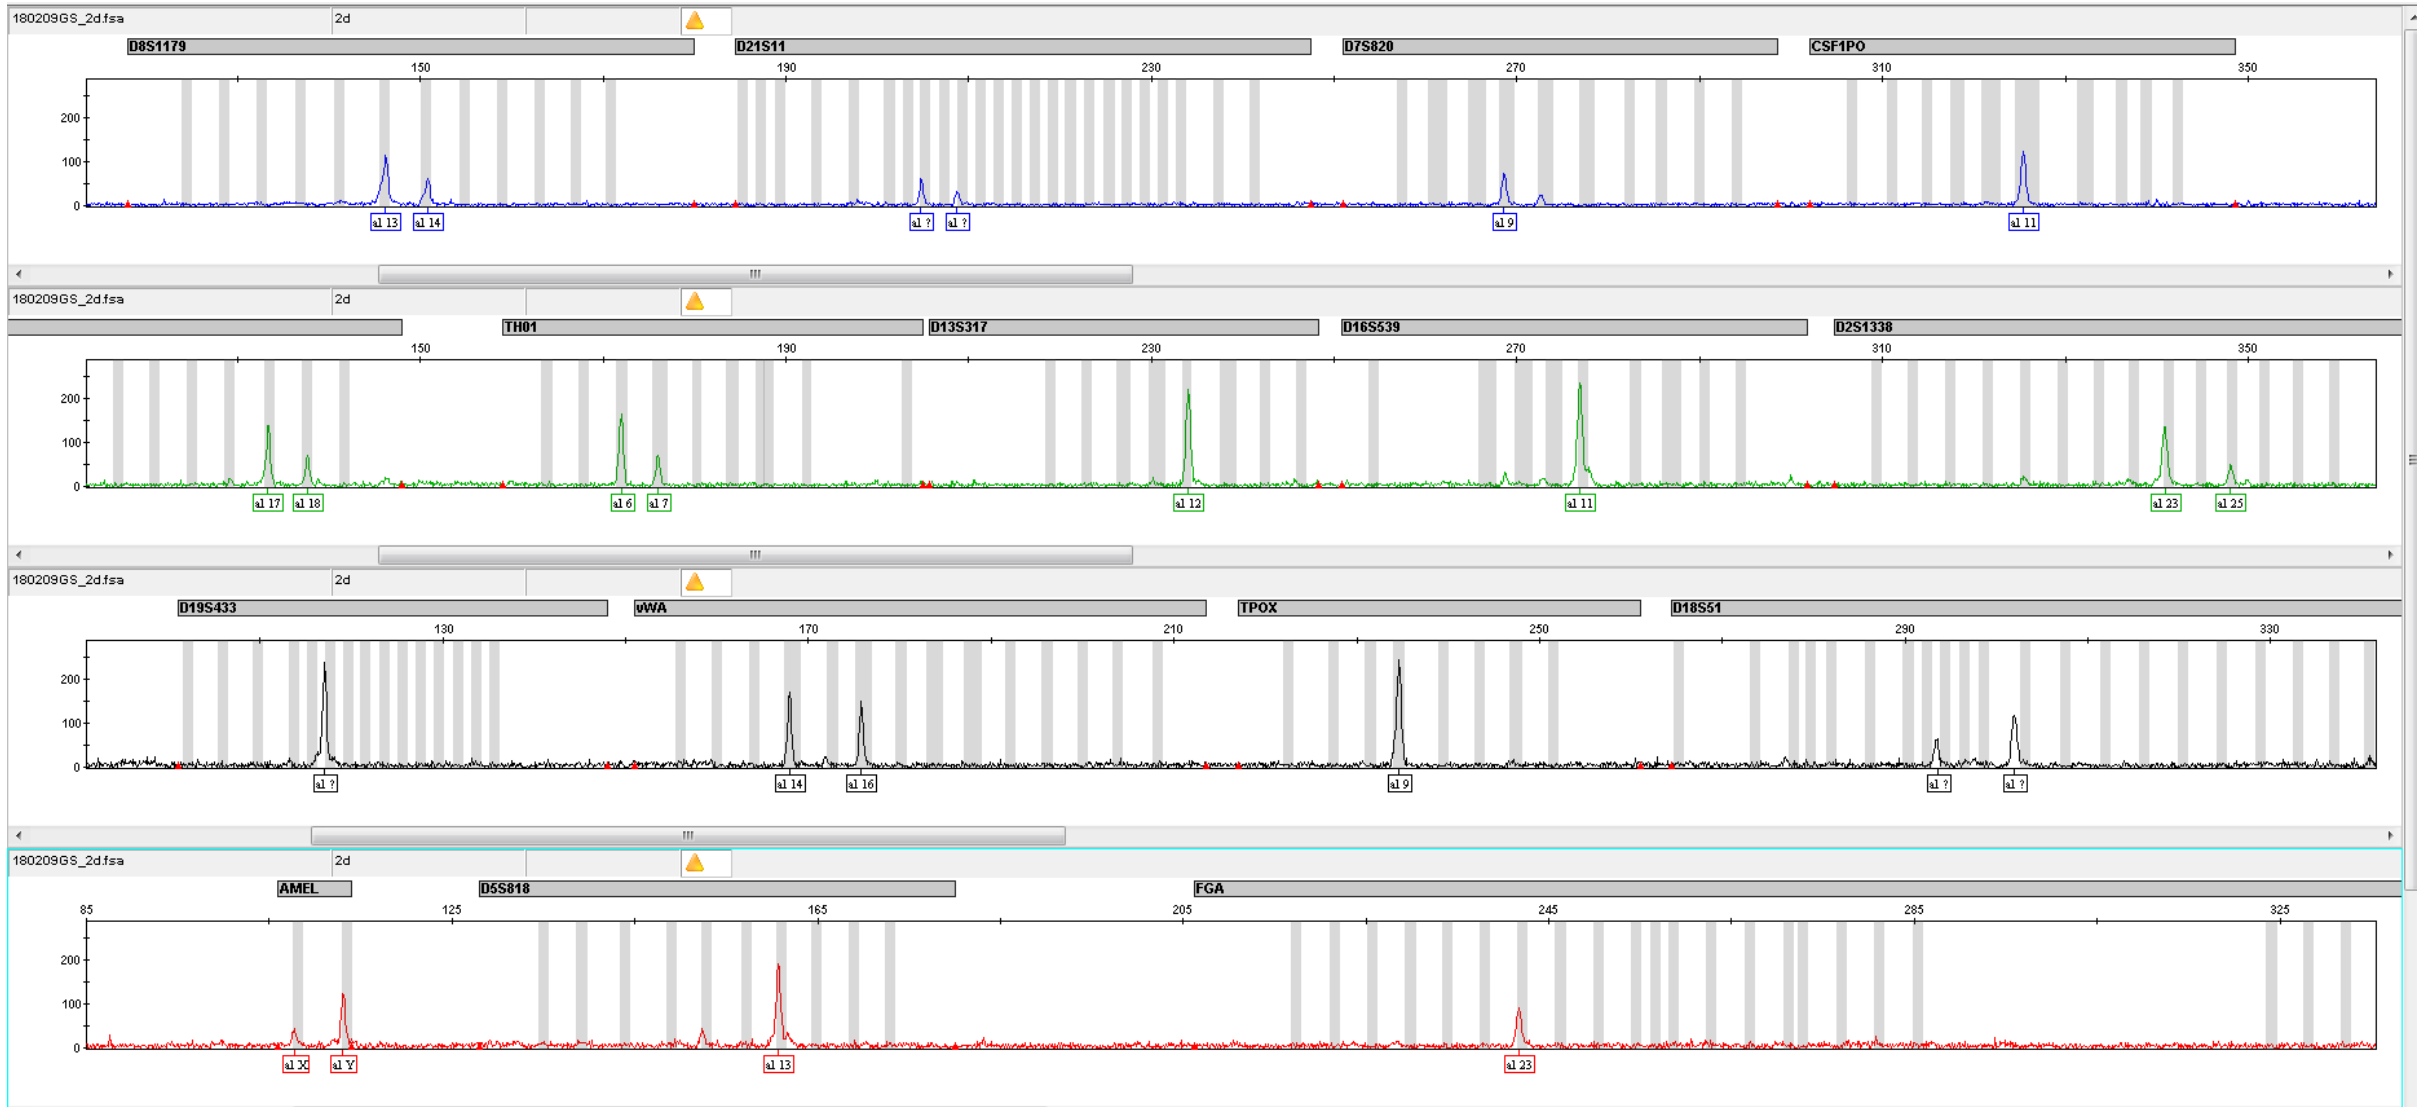 180209GS_2d.fsa 2d
D8S1179 D21S11 D7S820 CSF1PO
150 190 230 270 310 350
200
100
0
al 13 al 14 al ? al ? al 9 al 11
180209GS_2d.fsa 2d
TH01 D13S317 D16S539 D2S1338
150 190 230 270 310 350
200
100
0
al 17 al 18 al 6 al 7 al 12 al 11 al 23 al 25
180209GS_2d.fsa 2d
D19S433 vWA TPOX D18S51
130 170 210 250 290 330
200
100
0
al ? al 14 al 16 al 9 al ? al ?
180209GS_2d.fsa 2d
AMEL D5S818 FGA
85 125 165 205 245 285 325
200
100
0
al X al Y al 13 al 23